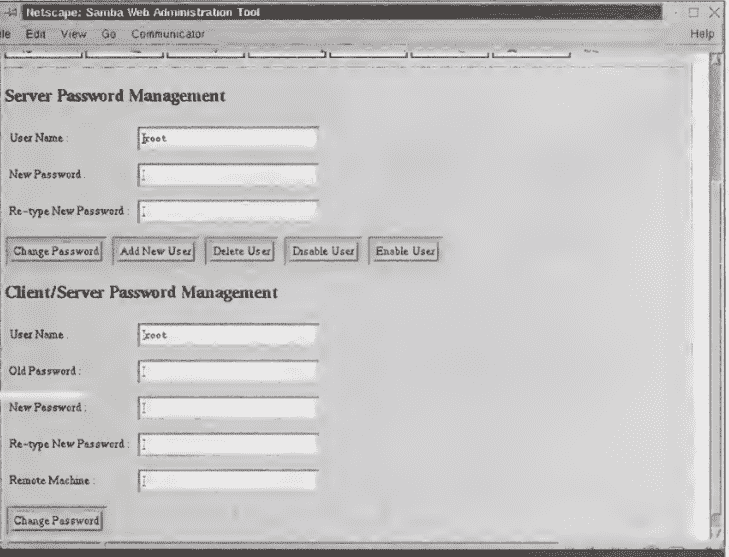 Netscape: Samba Web Administration Tool
Edit View Go Communicator Help
Server Password Management
User Name : root
New Password :
Re-type New Password :
Change Password Add New User Delete User Disable User Enable User
Client/Server Password Management
User Name : root
Old Password :
New Password :
Re-type New Password :
Remote Machine :
Change Password